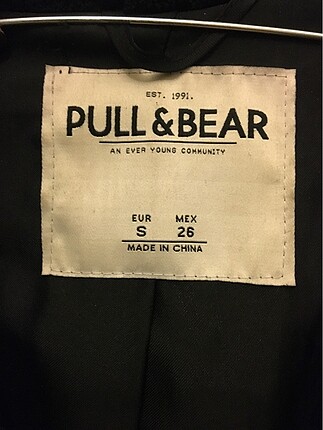 EST. 1991.
PULL&BEAR
AN EVER YOUNG COMMUNITY
EUR MEX
S 26
MADE IN CHINA